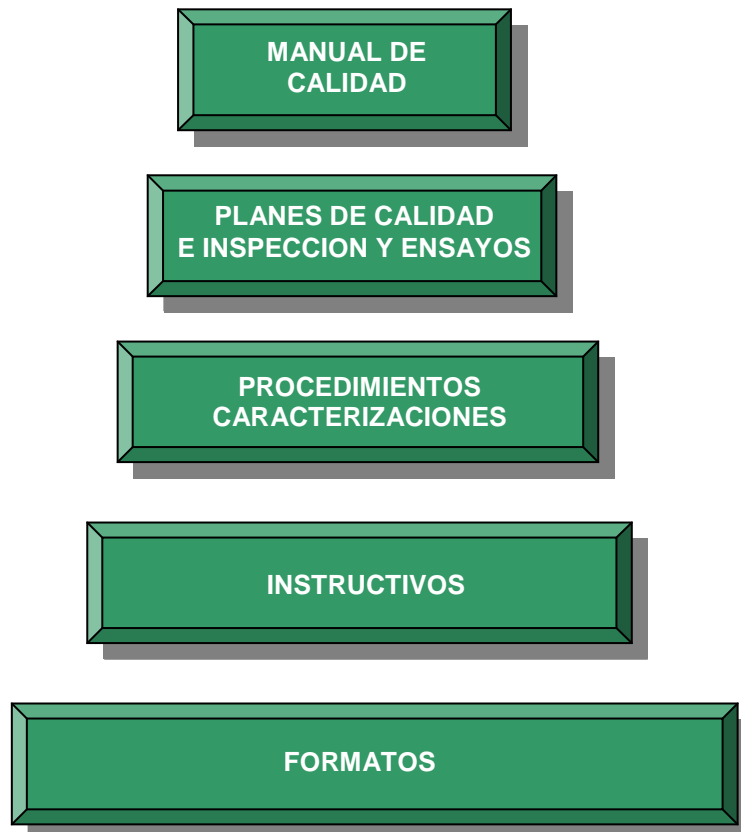 MANUAL DE
CALIDAD
PLANES DE CALIDAD
E INSPECCION Y ENSAYOS
PROCEDIMIENTOS
CARACTERIZACIONES
INSTRUCTIVOS
FORMATOS